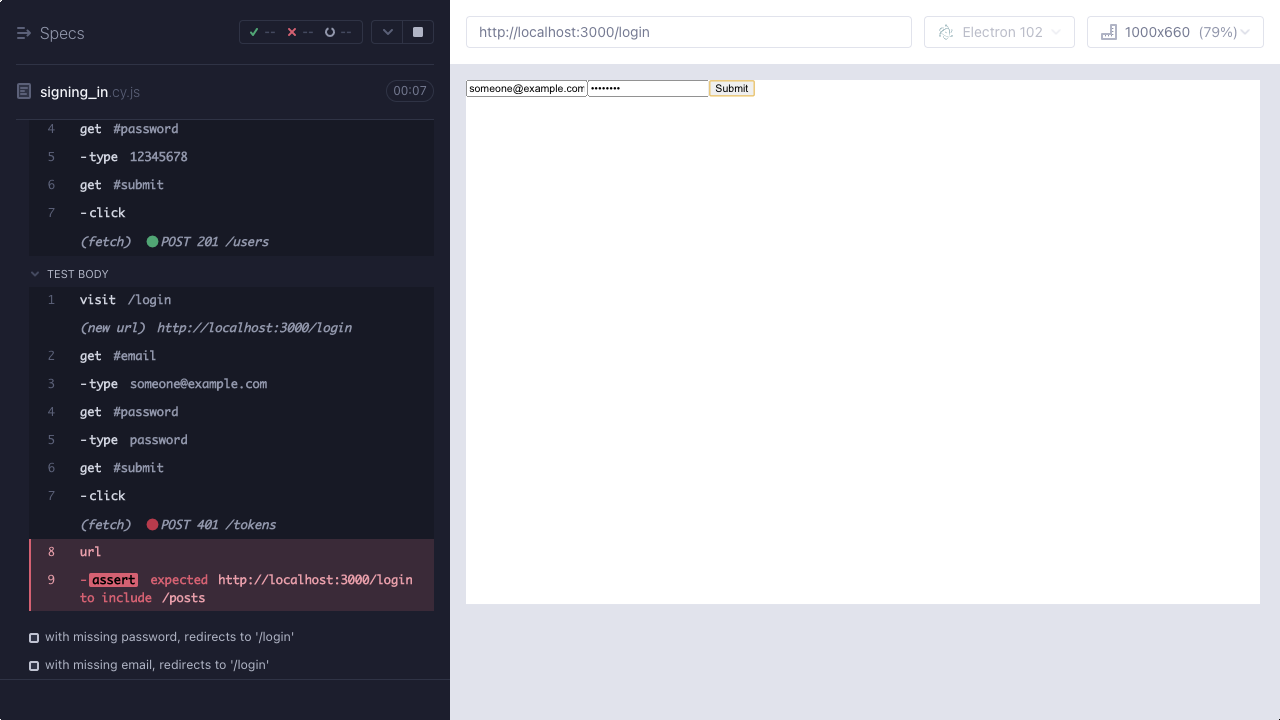 Specs
-- -- --
http://localhost:3000/login
Electron 102
1000x660 (79%)
signing_in.cy.js
00:07
4 get #password
5 -type 12345678
6 get #submit
7 -click
(fetch) POST 201 /users
TEST BODY
1 visit /login
(new url) http://localhost:3000/login
2 get #email
3 -type someone@example.com
4 get #password
5 -type password
6 get #submit
7 -click
(fetch) POST 401 /tokens
8 url
9 -assert expected http://localhost:3000/login
to include /posts
with missing password, redirects to '/login'
with missing email, redirects to '/login'
someone@example.com •••••••• Submit